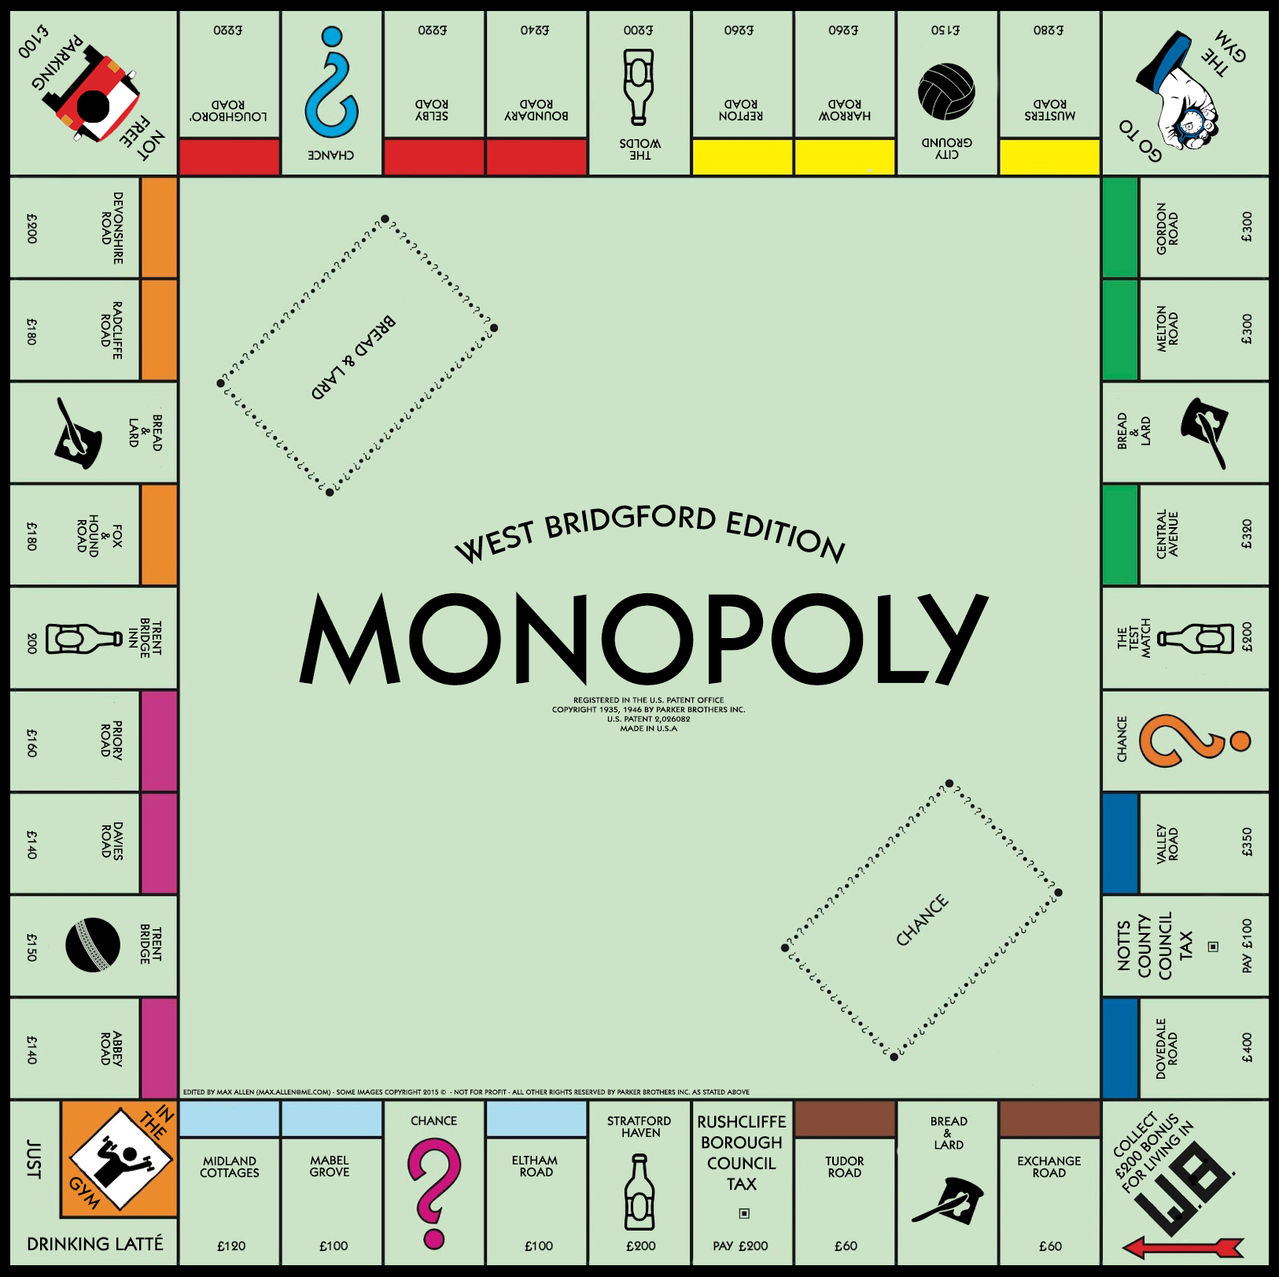 £100
PARKING
NOT
FREE
£220
LOUGHBORO'
ROAD
CHANCE
£220
SELBY
ROAD
£240
BOUNDARY
ROAD
£200
THE
WOLDS
£260
REPTON
ROAD
£260
HARROW
ROAD
£150
CITY
GROUND
£280
MUSTERS
ROAD
THE
GYM
GO TO
DEVONSHIRE
ROAD
£200
RADCLIFFE
ROAD
£180
BREAD
&
LARD
FOX
&
HOUND
ROAD
£180
TRENT
BRIDGE
INN
200
PRIORY
ROAD
£160
DAVIES
ROAD
£140
TRENT
BRIDGE
£150
ABBEY
ROAD
£140
BREAD & LARD
WEST BRIDGFORD EDITION
MONOPOLY
REGISTERED IN THE U.S. PATENT OFFICE
COPYRIGHT 1935, 1946 BY PARKER BROTHERS INC.
U.S. PATENT 2,026082
MADE IN U.S.A
CHANCE
EDITED BY MAX ALLEN (MAX.ALLEN@ME.COM) - SOME IMAGES COPYRIGHT 2015 © - NOT FOR PROFIT - ALL OTHER RIGHTS RESERVED BY PARKER BROTHERS INC. AS STATED ABOVE
GORDON
ROAD
£300
MELTON
ROAD
£300
BREAD
&
LARD
CENTRAL
AVENUE
£320
THE
TEST
MATCH
£200
CHANCE
VALLEY
ROAD
£350
NOTTS
COUNTY
COUNCIL
TAX
PAY £100
DOVEDALE
ROAD
£400
JUST
IN
THE
GYM
DRINKING LATTÉ
MIDLAND
COTTAGES
£120
MABEL
GROVE
£100
CHANCE
ELTHAM
ROAD
£100
STRATFORD
HAVEN
£200
RUSHCLIFFE
BOROUGH
COUNCIL
TAX
PAY £200
TUDOR
ROAD
£60
BREAD
&
LARD
EXCHANGE
ROAD
£60
COLLECT
£200 BONUS
FOR LIVING IN
W.B.